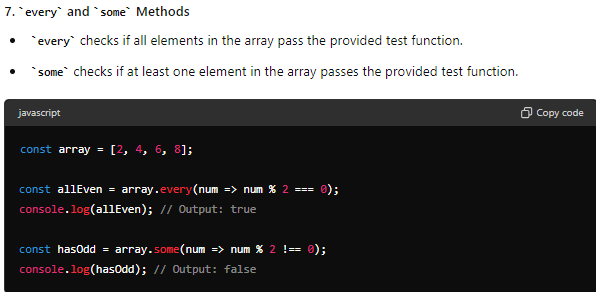 7. `every` and `some` Methods
• `every` checks if all elements in the array pass the provided test function.
• `some` checks if at least one element in the array passes the provided test function.
javascript Copy code
const array = [2, 4, 6, 8];
const allEven = array.every(num => num % 2 === 0);
console.log(allEven); // Output: true
const hasOdd = array.some(num => num % 2 !== 0);
console.log(hasOdd); // Output: false